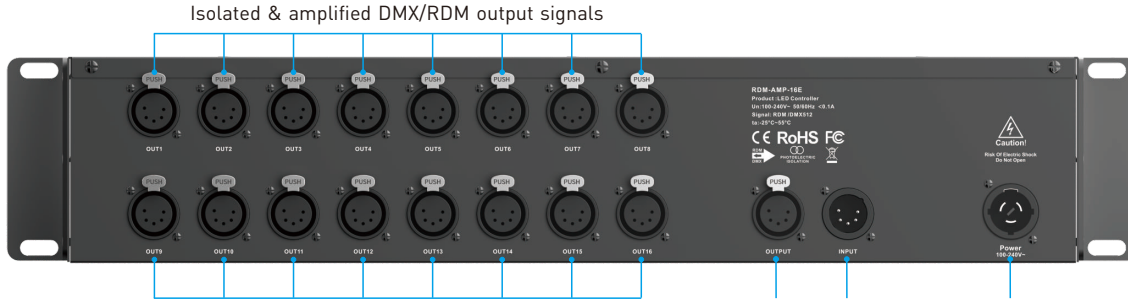 Isolated & amplified DMX/RDM output signals
PUSH PUSH PUSH PUSH PUSH PUSH PUSH PUSH
OUT1 OUT2 OUT3 OUT4 OUT5 OUT6 OUT7 OUT8
RDM-AMP-16E
Product :LED Controller
Un:100-240V~ 50/60Hz <0.1A
Signal: RDM /DMX512
ta:-25°C~55°C
CE RoHS FC
RDM
DMX
PHOTOELECTRIC
ISOLATION
Caution!
Risk Of Electric Shock
Do Not Open
PUSH PUSH PUSH PUSH PUSH PUSH PUSH PUSH PUSH
OUT9 OUT10 OUT11 OUT12 OUT13 OUT14 OUT15 OUT16 OUTPUT INPUT
Power
100-240V~